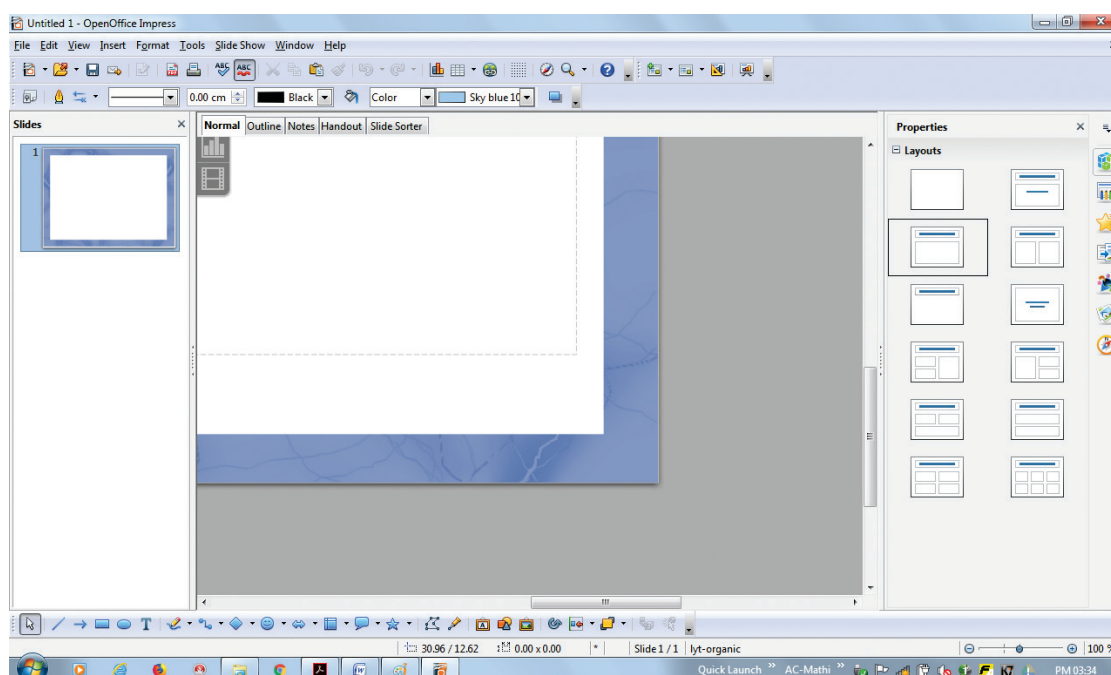 Untitled 1 - OpenOffice Impress
File Edit View Insert Format Tools Slide Show Window Help
ABC ABC
0.00 cm Black Color Sky blue 10
Slides Normal Outline Notes Handout Slide Sorter Properties
Layouts
1
T
30.96 / 12.62 0.00 x 0.00 * Slide 1 / 1 lyt-organic 100 %
Quick Launch » AC-Mathi » PM 03:34